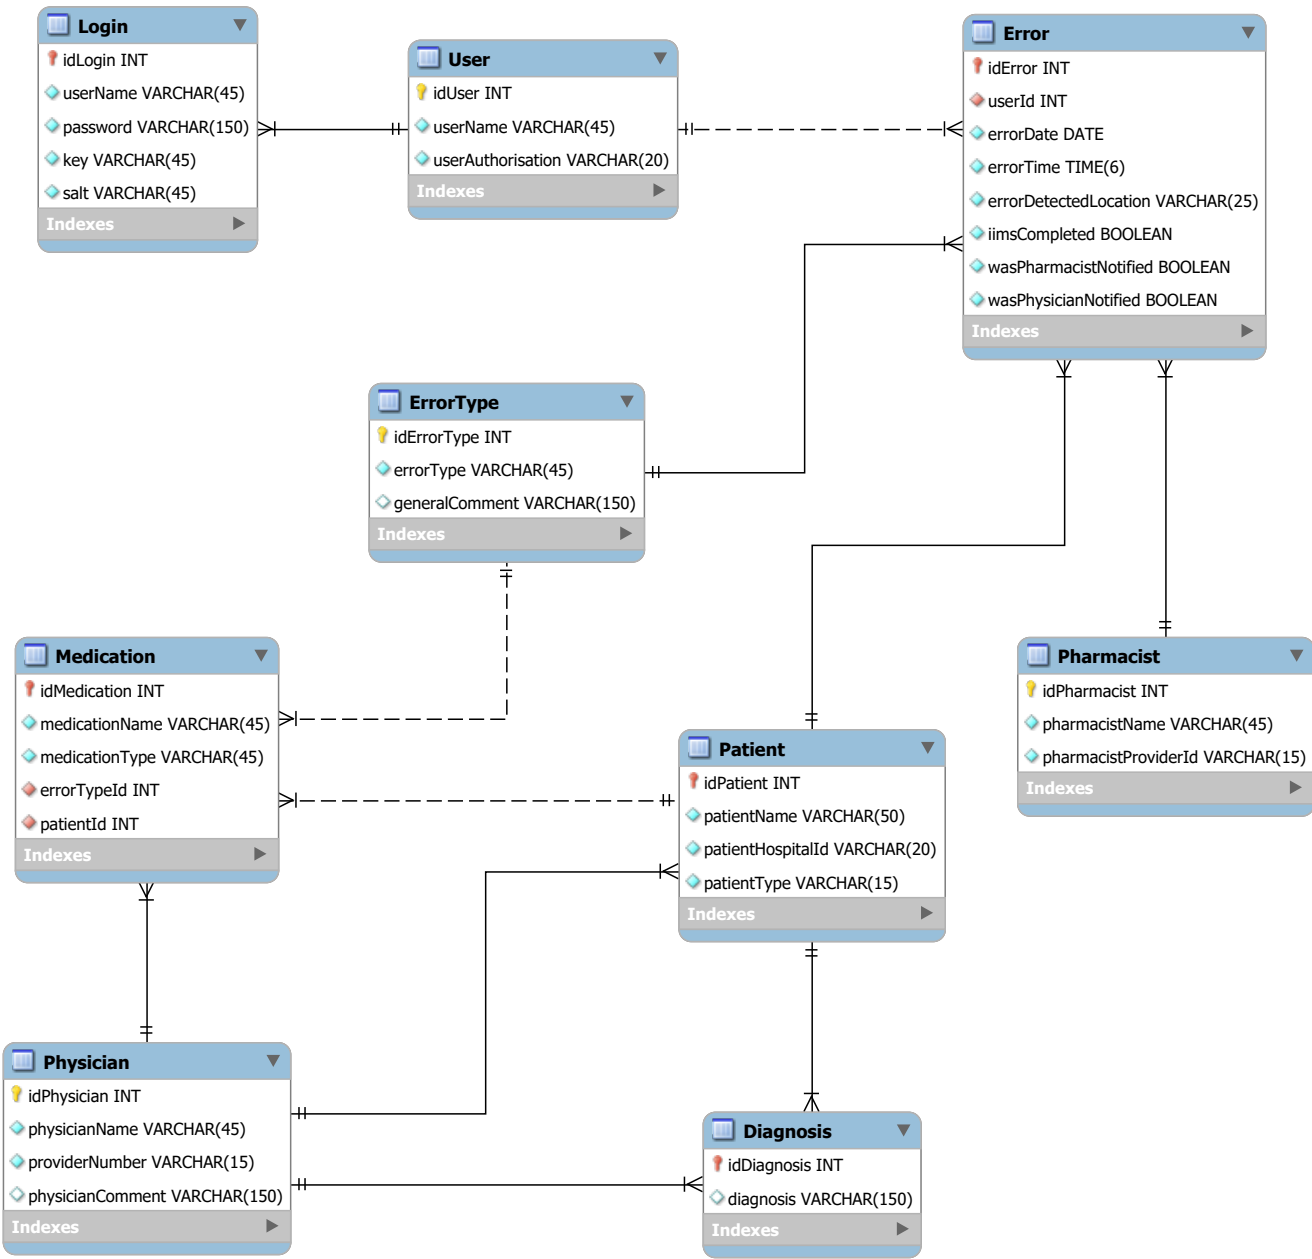 Login
idLogin INT
userName VARCHAR(45)
password VARCHAR(150)
key VARCHAR(45)
salt VARCHAR(45)
Indexes
User
idUser INT
userName VARCHAR(45)
userAuthorisation VARCHAR(20)
Indexes
Error
idError INT
userId INT
errorDate DATE
errorTime TIME(6)
errorDetectedLocation VARCHAR(25)
iimsCompleted BOOLEAN
wasPharmacistNotified BOOLEAN
wasPhysicianNotified BOOLEAN
Indexes
ErrorType
idErrorType INT
errorType VARCHAR(45)
generalComment VARCHAR(150)
Indexes
Medication
idMedication INT
medicationName VARCHAR(45)
medicationType VARCHAR(45)
errorTypeId INT
patientId INT
Indexes
Pharmacist
idPharmacist INT
pharmacistName VARCHAR(45)
pharmacistProviderId VARCHAR(15)
Indexes
Patient
idPatient INT
patientName VARCHAR(50)
patientHospitalId VARCHAR(20)
patientType VARCHAR(15)
Indexes
Physician
idPhysician INT
physicianName VARCHAR(45)
providerNumber VARCHAR(15)
physicianComment VARCHAR(150)
Indexes
Diagnosis
idDiagnosis INT
diagnosis VARCHAR(150)
Indexes